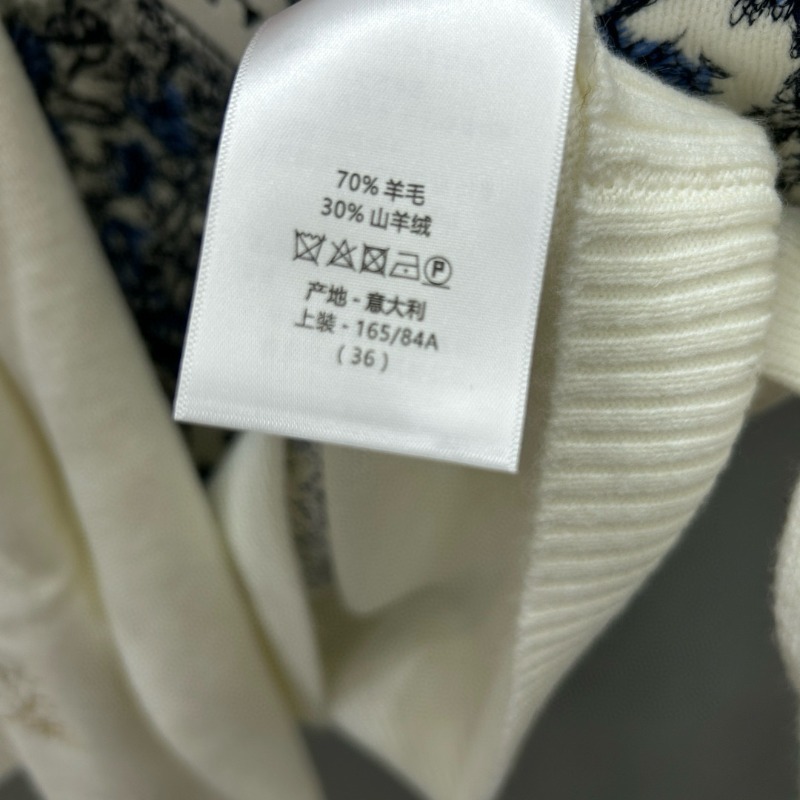 70% 羊毛
30% 山羊绒
P
产地 - 意大利
上装 - 165/84A
( 36 )